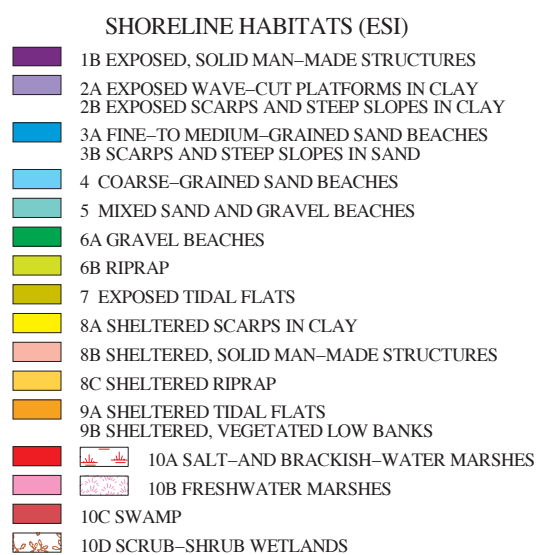 SHORELINE HABITATS (ESI)
1B EXPOSED, SOLID MAN−MADE STRUCTURES
2A EXPOSED WAVE−CUT PLATFORMS IN CLAY
2B EXPOSED SCARPS AND STEEP SLOPES IN CLAY
3A FINE−TO MEDIUM−GRAINED SAND BEACHES
3B SCARPS AND STEEP SLOPES IN SAND
4 COARSE−GRAINED SAND BEACHES
5 MIXED SAND AND GRAVEL BEACHES
6A GRAVEL BEACHES
6B RIPRAP
7 EXPOSED TIDAL FLATS
8A SHELTERED SCARPS IN CLAY
8B SHELTERED, SOLID MAN−MADE STRUCTURES
8C SHELTERED RIPRAP
9A SHELTERED TIDAL FLATS
9B SHELTERED, VEGETATED LOW BANKS
10A SALT−AND BRACKISH−WATER MARSHES
10B FRESHWATER MARSHES
10C SWAMP
10D SCRUB−SHRUB WETLANDS